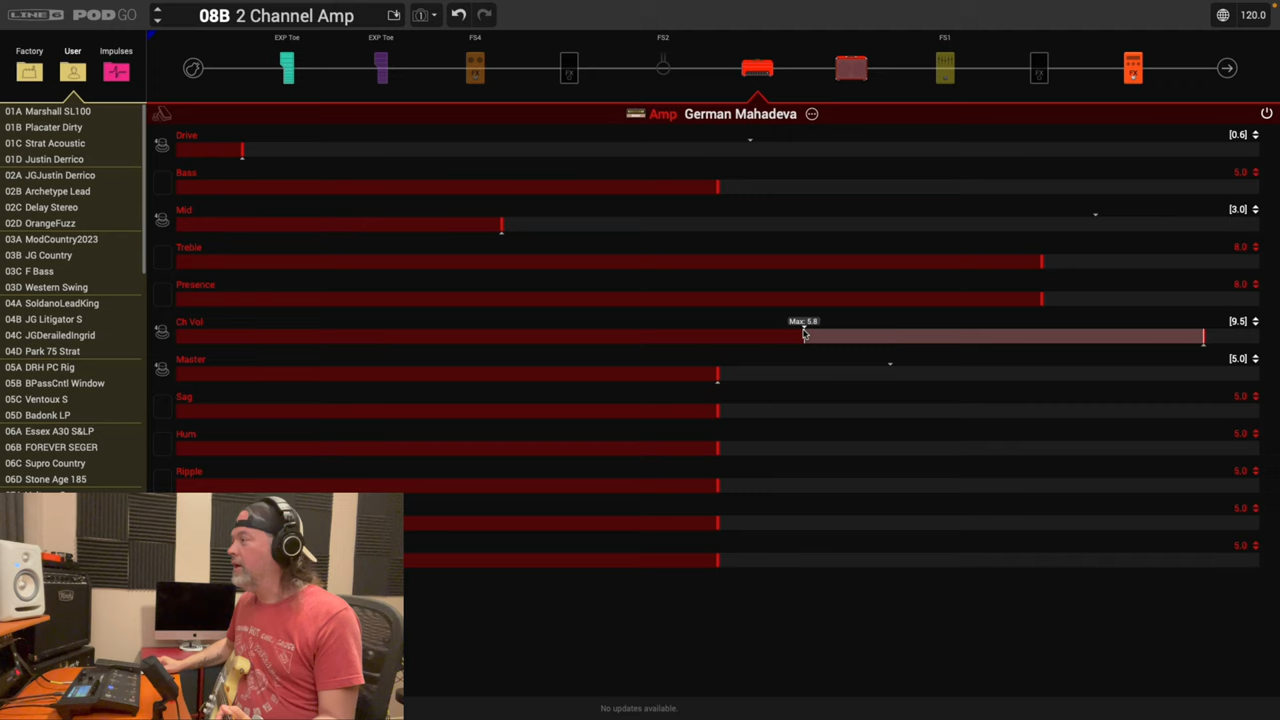 LINE 6 POD GO
08B 2 Channel Amp
120.0
Factory User Impulses
EXP Toe EXP Toe FS4 FS2 FS1
FX FX FX FX
Amp German Mahadeva
01A Marshall SL100
01B Placater Dirty
01C Strat Acoustic
01D Justin Derrico
02A JGJustin Derrico
02B Archetype Lead
02C Delay Stereo
02D OrangeFuzz
03A ModCountry2023
03B JG Country
03C F Bass
03D Western Swing
04A SoldanoLeadKing
04B JG Litigator S
04C JGDerailedIngrid
04D Park 75 Strat
05A DRH PC Rig
05B BPassCntl Window
05C Ventoux S
05D Badonk LP
06A Essex A30 S&LP
06B FOREVER SEGER
06C Supro Country
06D Stone Age 185
Drive [0.6]
Bass 5.0
Mid [3.0]
Treble 8.0
Presence 8.0
Ch Vol Max: 5.8 [9.5]
Master [5.0]
Sag 5.0
Hum 5.0
Ripple 5.0
5.0
5.0
No updates available.